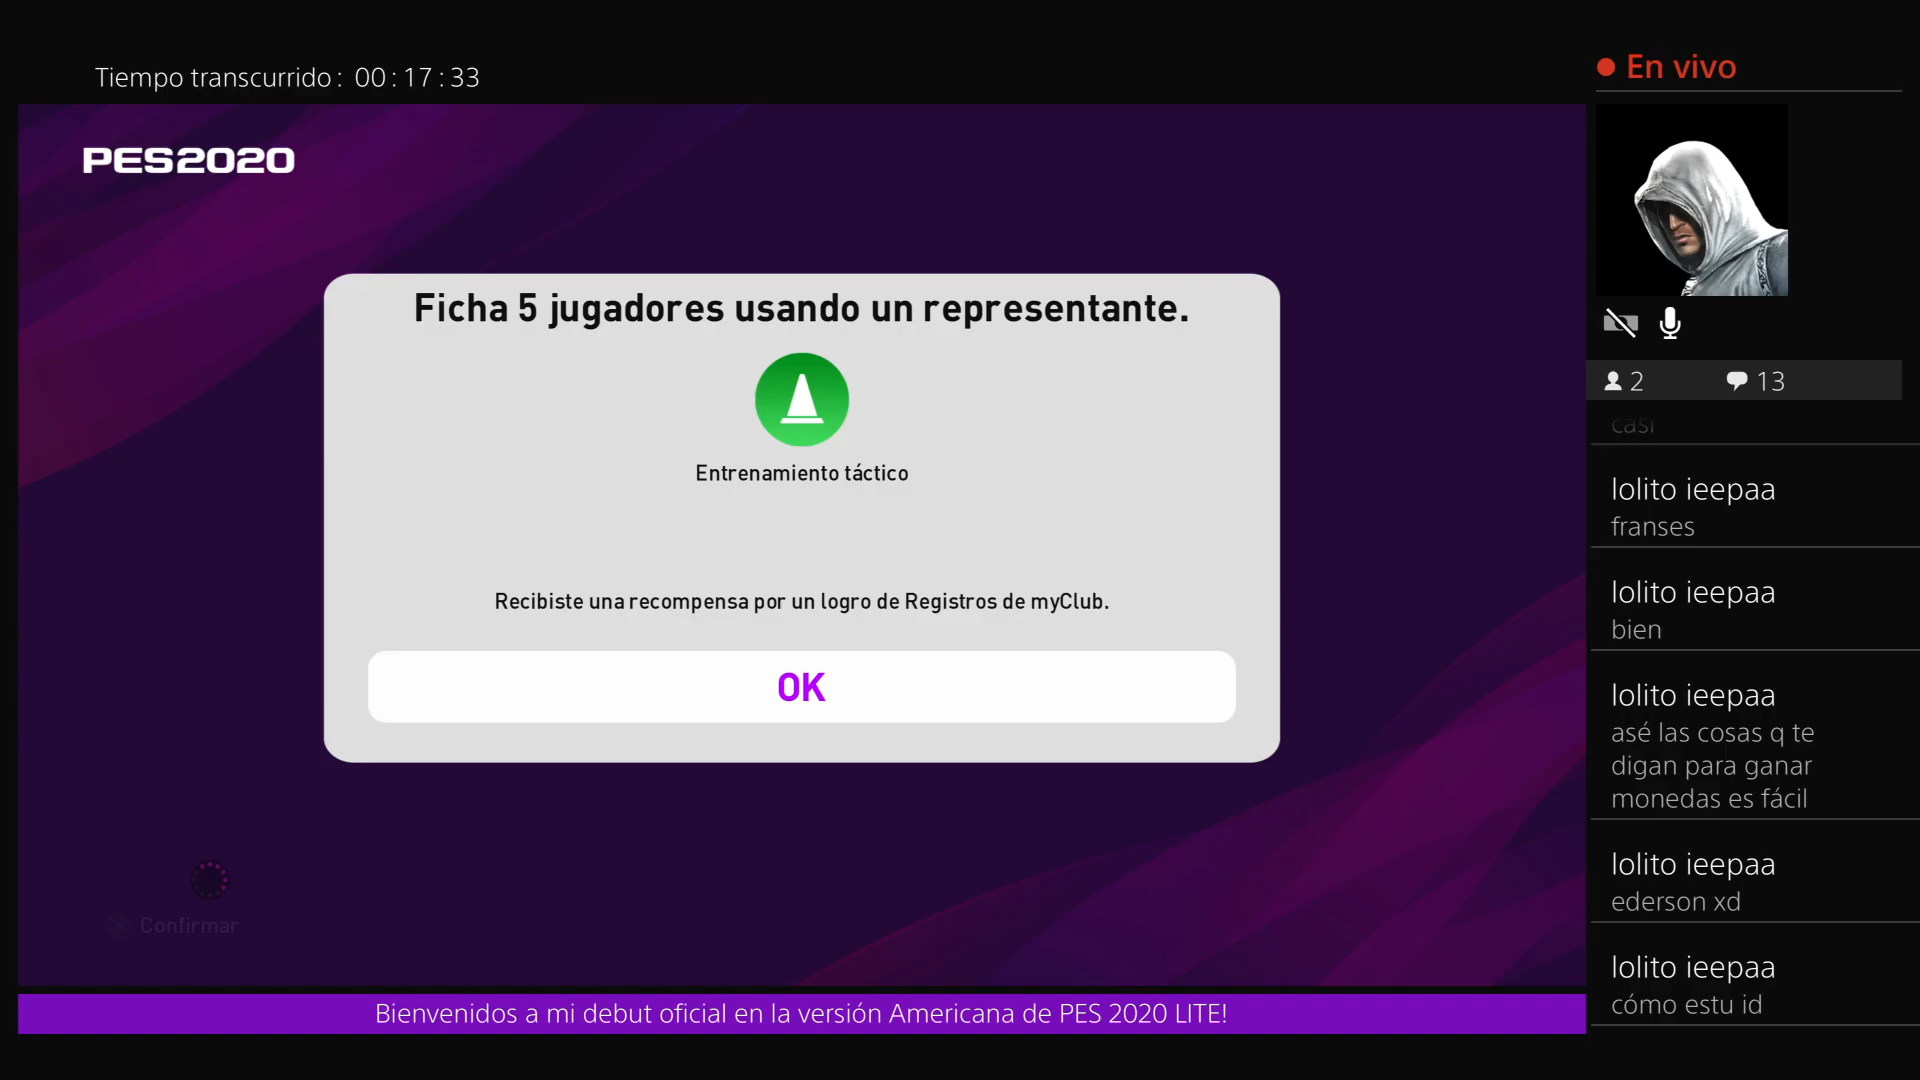 Tiempo transcurrido: 00:17:33
En vivo
PES2020
Ficha 5 jugadores usando un representante.
Entrenamiento táctico
Recibiste una recompensa por un logro de Registros de myClub.
OK
Confirmar
2
13
casi
lolito ieepaa
franses
lolito ieepaa
bien
lolito ieepaa
asé las cosas q te
digan para ganar
monedas es fácil
lolito ieepaa
ederson xd
lolito ieepaa
cómo estu id
Bienvenidos a mi debut oficial en la versión Americana de PES 2020 LITE!